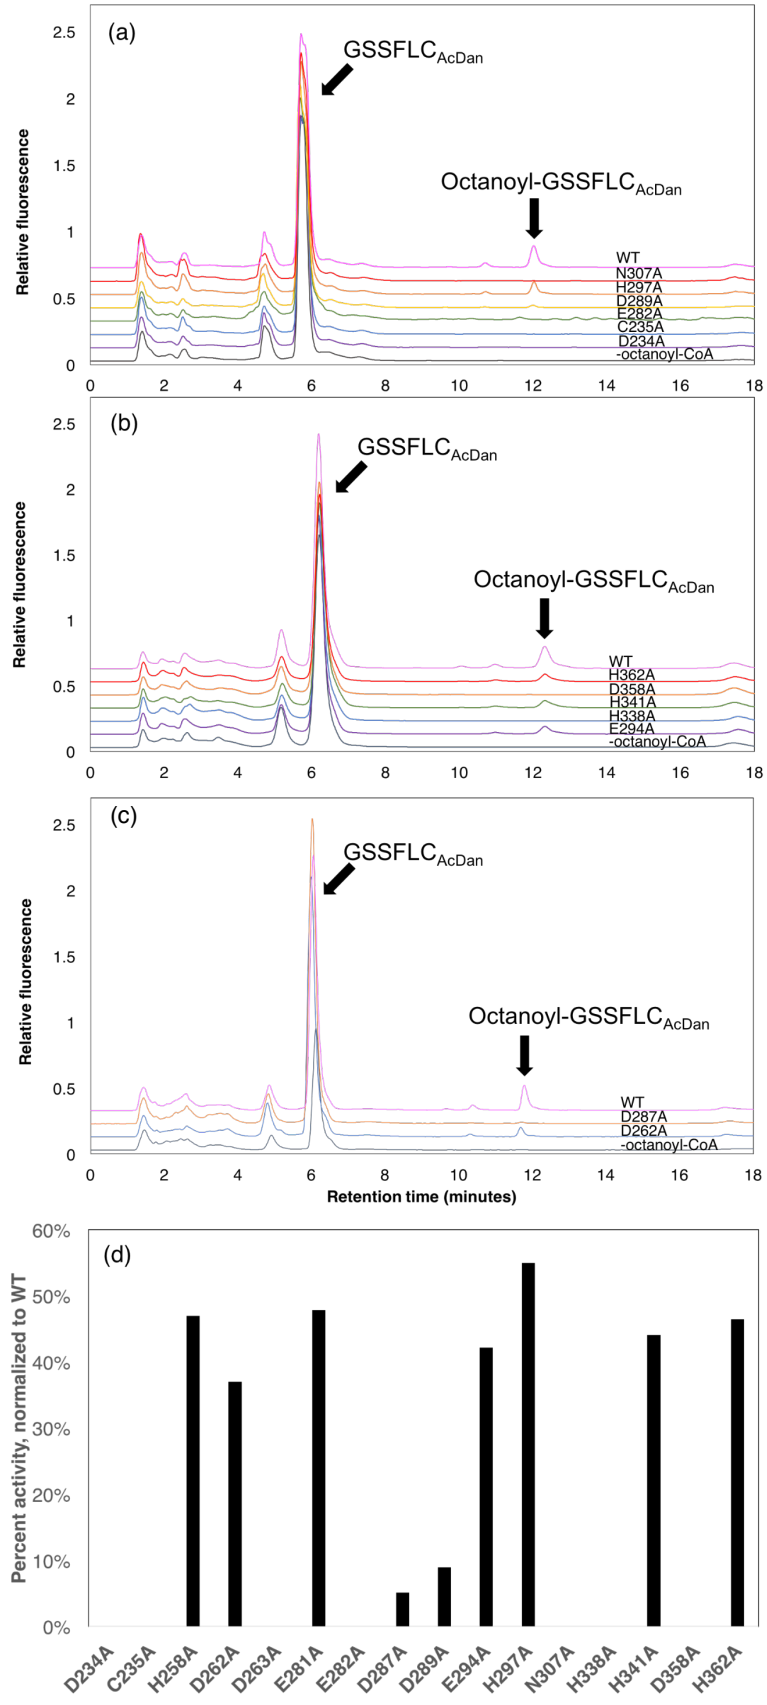 (a)
GSSFLCAcDan
Octanoyl-GSSFLCAcDan
Relative fluorescence
2.5
2
1.5
1
0.5
0
WT
N307A
H297A
D289A
E282A
C235A
D234A
-octanoyl-CoA
0 2 4 6 8 10 12 14 16 18
(b)
GSSFLCAcDan
Octanoyl-GSSFLCAcDan
Relative fluorescence
2.5
2
1.5
1
0.5
0
WT
H362A
D358A
H341A
H338A
E294A
-octanoyl-CoA
0 2 4 6 8 10 12 14 16 18
(c)
GSSFLCAcDan
Octanoyl-GSSFLCAcDan
Relative fluorescence
2.5
2
1.5
1
0.5
0
WT
D287A
D262A
-octanoyl-CoA
0 2 4 6 8 10 12 14 16 18
Retention time (minutes)
(d)
Percent activity, normalized to WT
60%
50%
40%
30%
20%
10%
0%
D234A C235A H258A D262A D263A E281A E282A D287A D289A E294A H297A N307A H338A H341A D358A H362A